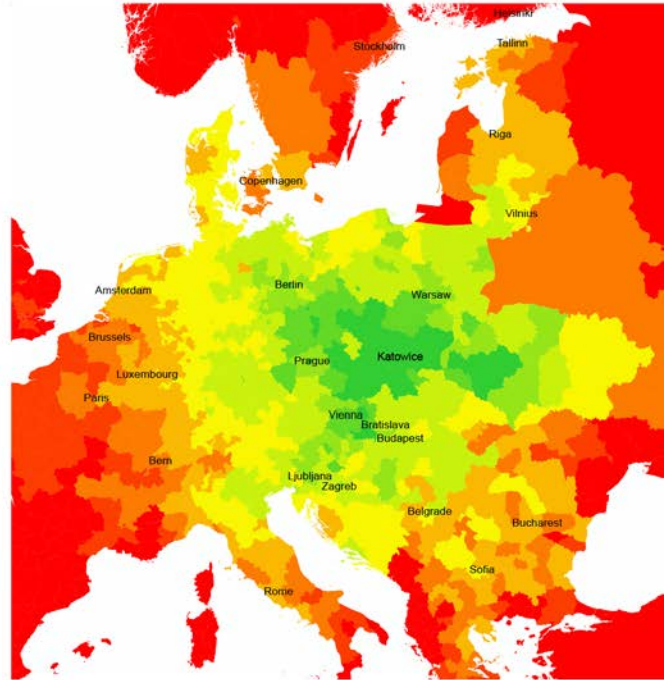 Helsinki
Stockholm
Tallinn
Riga
Copenhagen
Vilnius
Berlin
Amsterdam
Warsaw
Brussels
Prague
Katowice
Luxembourg
Paris
Vienna
Bratislava
Budapest
Bern
Ljubljana
Zagreb
Belgrade
Bucharest
Sofia
Rome